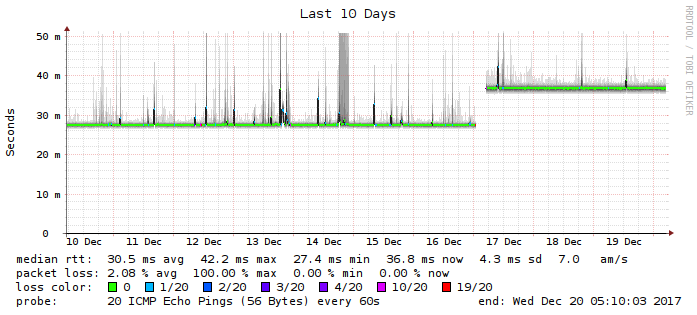 Last 10 Days
RRDTOOL / TOBI OETIKER
Seconds
50 m
40 m
30 m
20 m
10 m
0
10 Dec 11 Dec 12 Dec 13 Dec 14 Dec 15 Dec 16 Dec 17 Dec 18 Dec 19 Dec
median rtt: 30.5 ms avg 42.2 ms max 27.4 ms min 36.8 ms now 4.3 ms sd 7.0 am/s
packet loss: 2.08 % avg 100.00 % max 0.00 % min 0.00 % now
loss color: 0 1/20 2/20 3/20 4/20 10/20 19/20
probe: 20 ICMP Echo Pings (56 Bytes) every 60s end: Wed Dec 20 05:10:03 2017